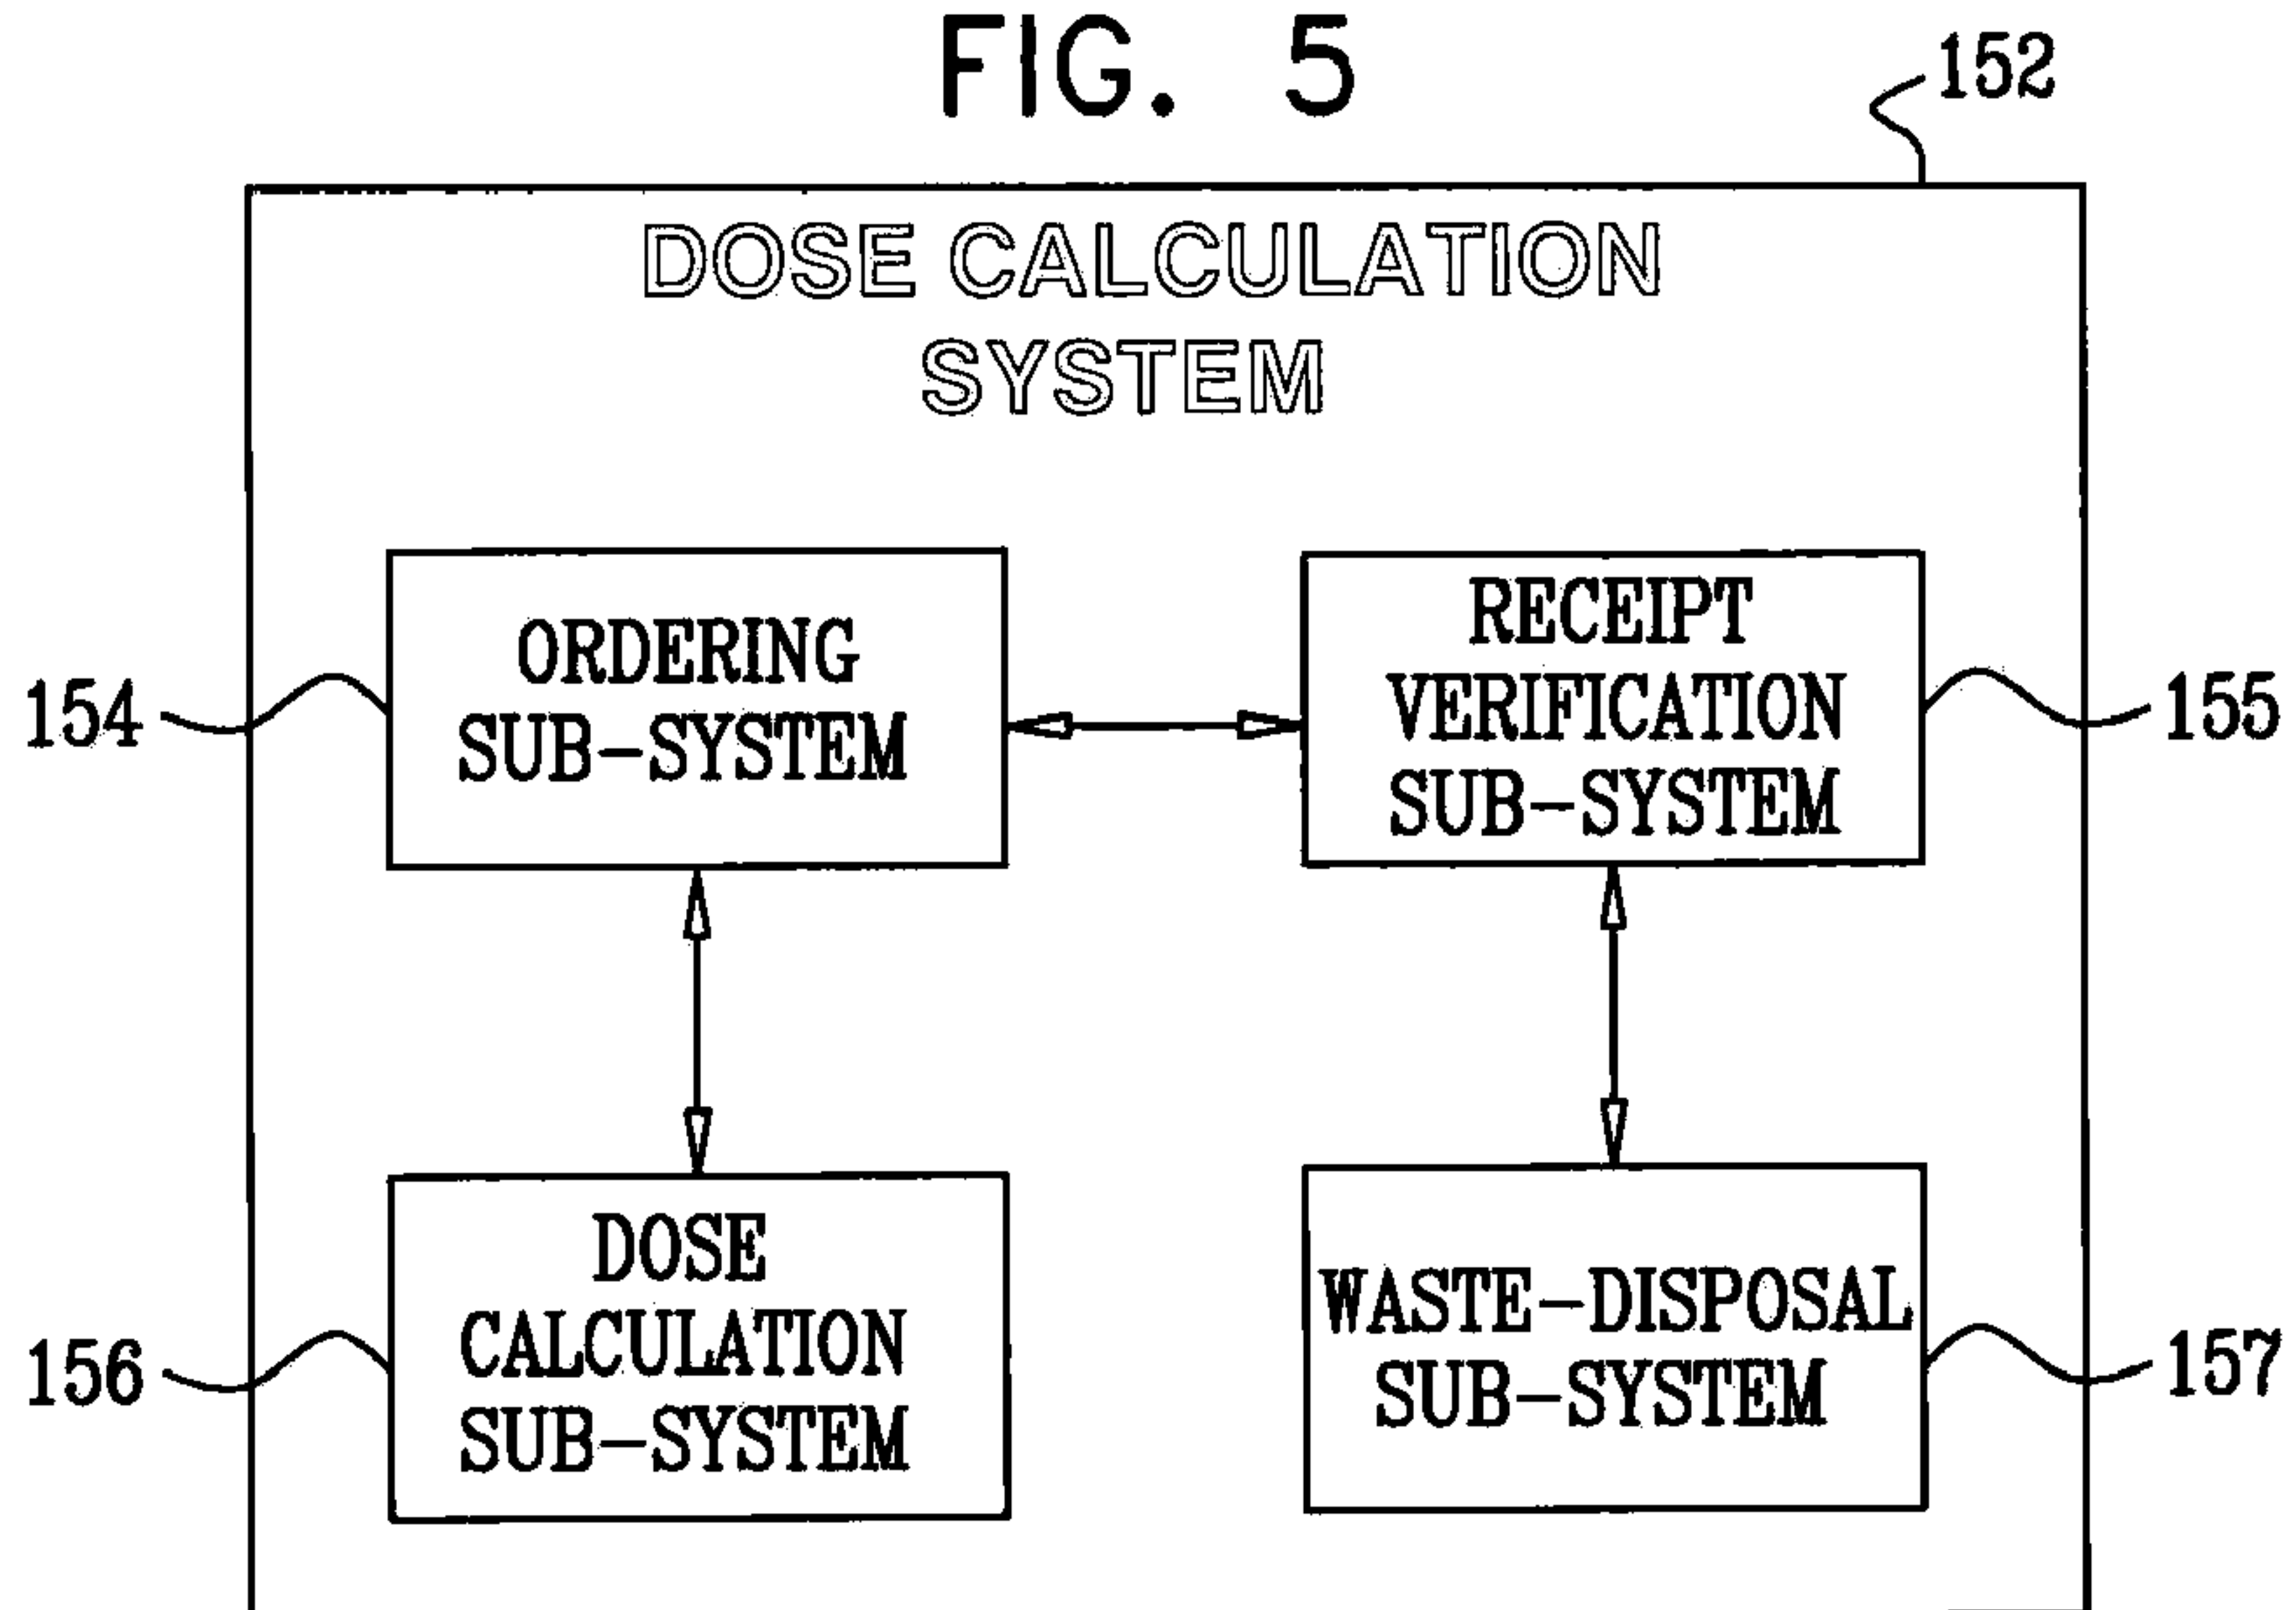 FIG. 5
152
DOSE CALCULATION
SYSTEM
ORDERING
SUB-SYSTEM
154
RECEIPT
VERIFICATION
SUB-SYSTEM
155
DOSE
CALCULATION
SUB-SYSTEM
156
WASTE-DISPOSAL
SUB-SYSTEM
157